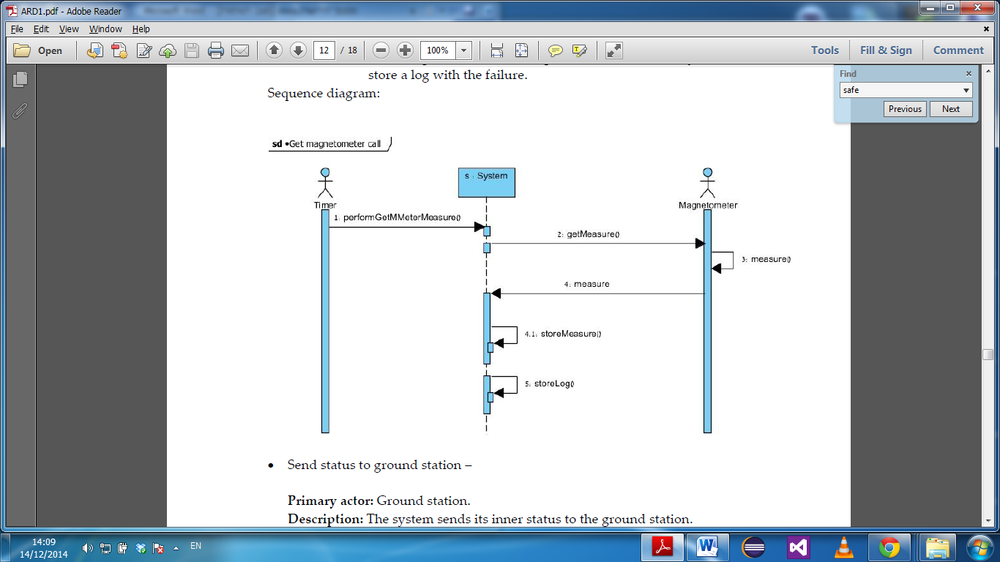 ARD1.pdf - Adobe Reader
File Edit View Window Help
Open 12 / 18 100% Tools Fill & Sign Comment
Find
safe
Previous Next
store a log with the failure.
Sequence diagram:
sd •Get magnetometer call
s : System
Timer
Magnetometer
1: performGetMMeterMeasure()
2: getMeasure()
3: measure()
4: measure
4.1: storeMeasure()
5: storeLog()
• Send status to ground station –
Primary actor: Ground station.
Description: The system sends its inner status to the ground station.
14:09
14/12/2014
EN